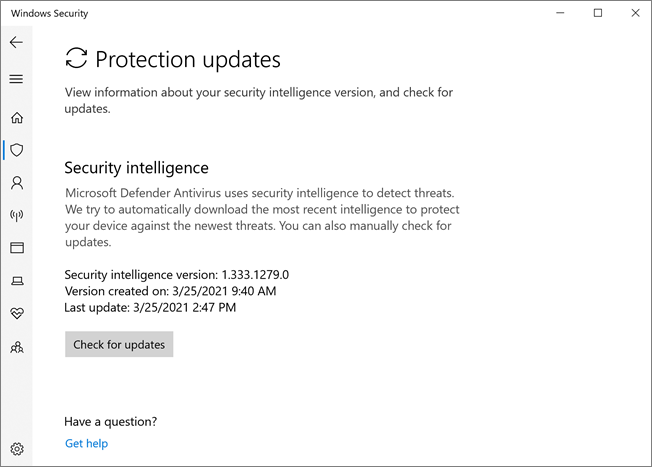 Windows Security
Protection updates
View information about your security intelligence version, and check for
updates.
Security intelligence
Microsoft Defender Antivirus uses security intelligence to detect threats.
We try to automatically download the most recent intelligence to protect
your device against the newest threats. You can also manually check for
updates.
Security intelligence version: 1.333.1279.0
Version created on: 3/25/2021 9:40 AM
Last update: 3/25/2021 2:47 PM
Check for updates
Have a question?
Get help